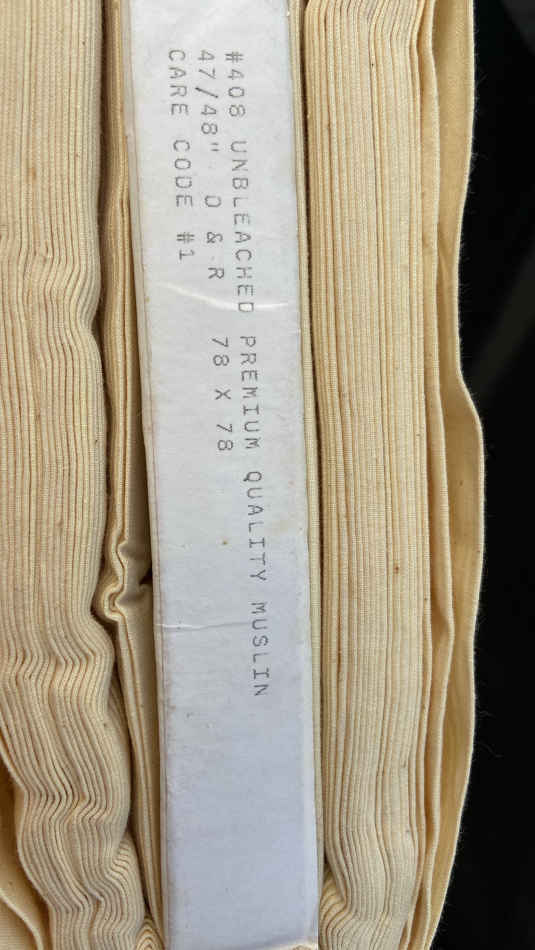 #408 UNBLEACHED PREMIUM QUALITY MUSLIN
47/48" D & R 78 X 78
CARE CODE #1